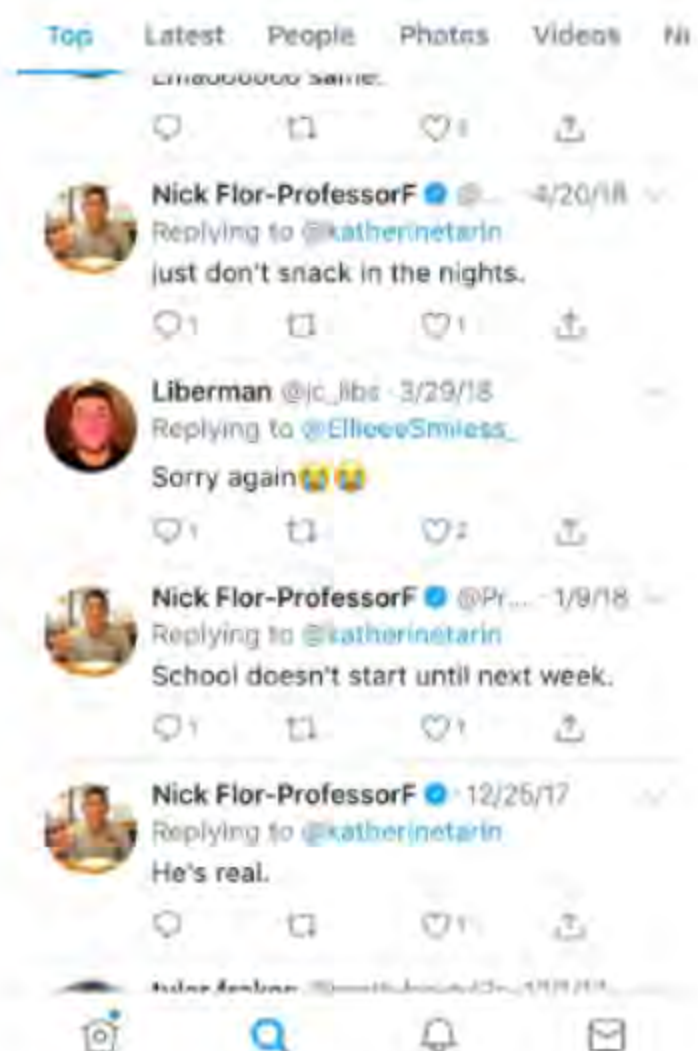 Top Latest People Photos Videos
same.
Nick Flor-ProfessorF @... · 4/20/18
Replying to @katherinetarin
just don't snack in the nights.
1 1
Liberman @jc_libs · 3/29/18
Replying to
Sorry again😭😭
1 2
Nick Flor-ProfessorF @Pr... · 1/9/18
Replying to @katherinetarin
School doesn't start until next week.
1 1
Nick Flor-ProfessorF · 12/25/17
Replying to @katherinetarin
He's real.
1